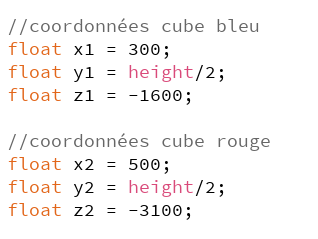 //coordonnées cube bleu
float x1 = 300;
float y1 = height/2;
float z1 = -1600;

//coordonnées cube rouge
float x2 = 500;
float y2 = height/2;
float z2 = -3100;